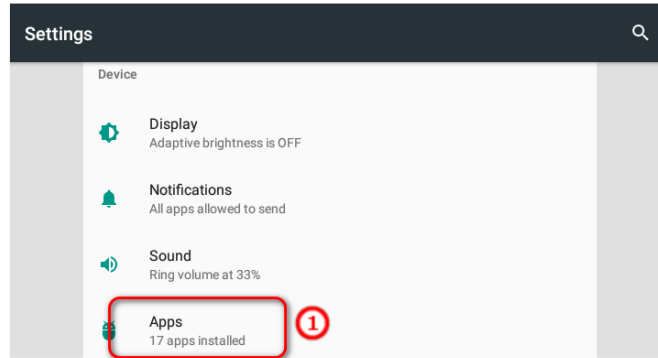 Settings
Device
Display
Adaptive brightness is OFF
Notifications
All apps allowed to send
Sound
Ring volume at 33%
Apps
1
17 apps installed